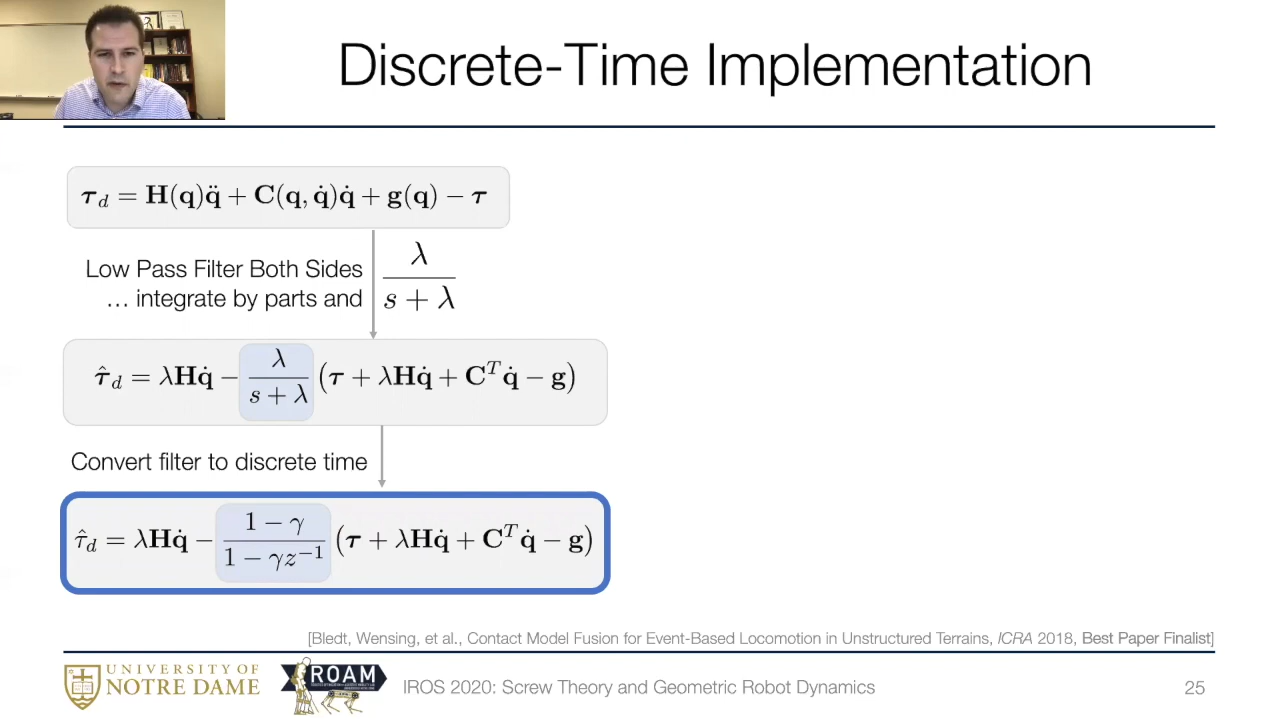 Discrete-Time Implementation
τ_d = H(q)q̈ + C(q, q̇)q̇ + g(q) − τ
Low Pass Filter Both Sides
… integrate by parts and
λ
s + λ
τ̂_d = λHq̇ − λ/(s + λ) (τ + λHq̇ + C^T q̇ − g)
Convert filter to discrete time
τ̂_d = λHq̇ − (1 − γ)/(1 − γz⁻¹) (τ + λHq̇ + C^T q̇ − g)
[Bledt, Wensing, et al., Contact Model Fusion for Event-Based Locomotion in Unstructured Terrains, ICRA 2018, Best Paper Finalist]
UNIVERSITY OF
NOTRE DAME
ROAM
IROS 2020: Screw Theory and Geometric Robot Dynamics
25